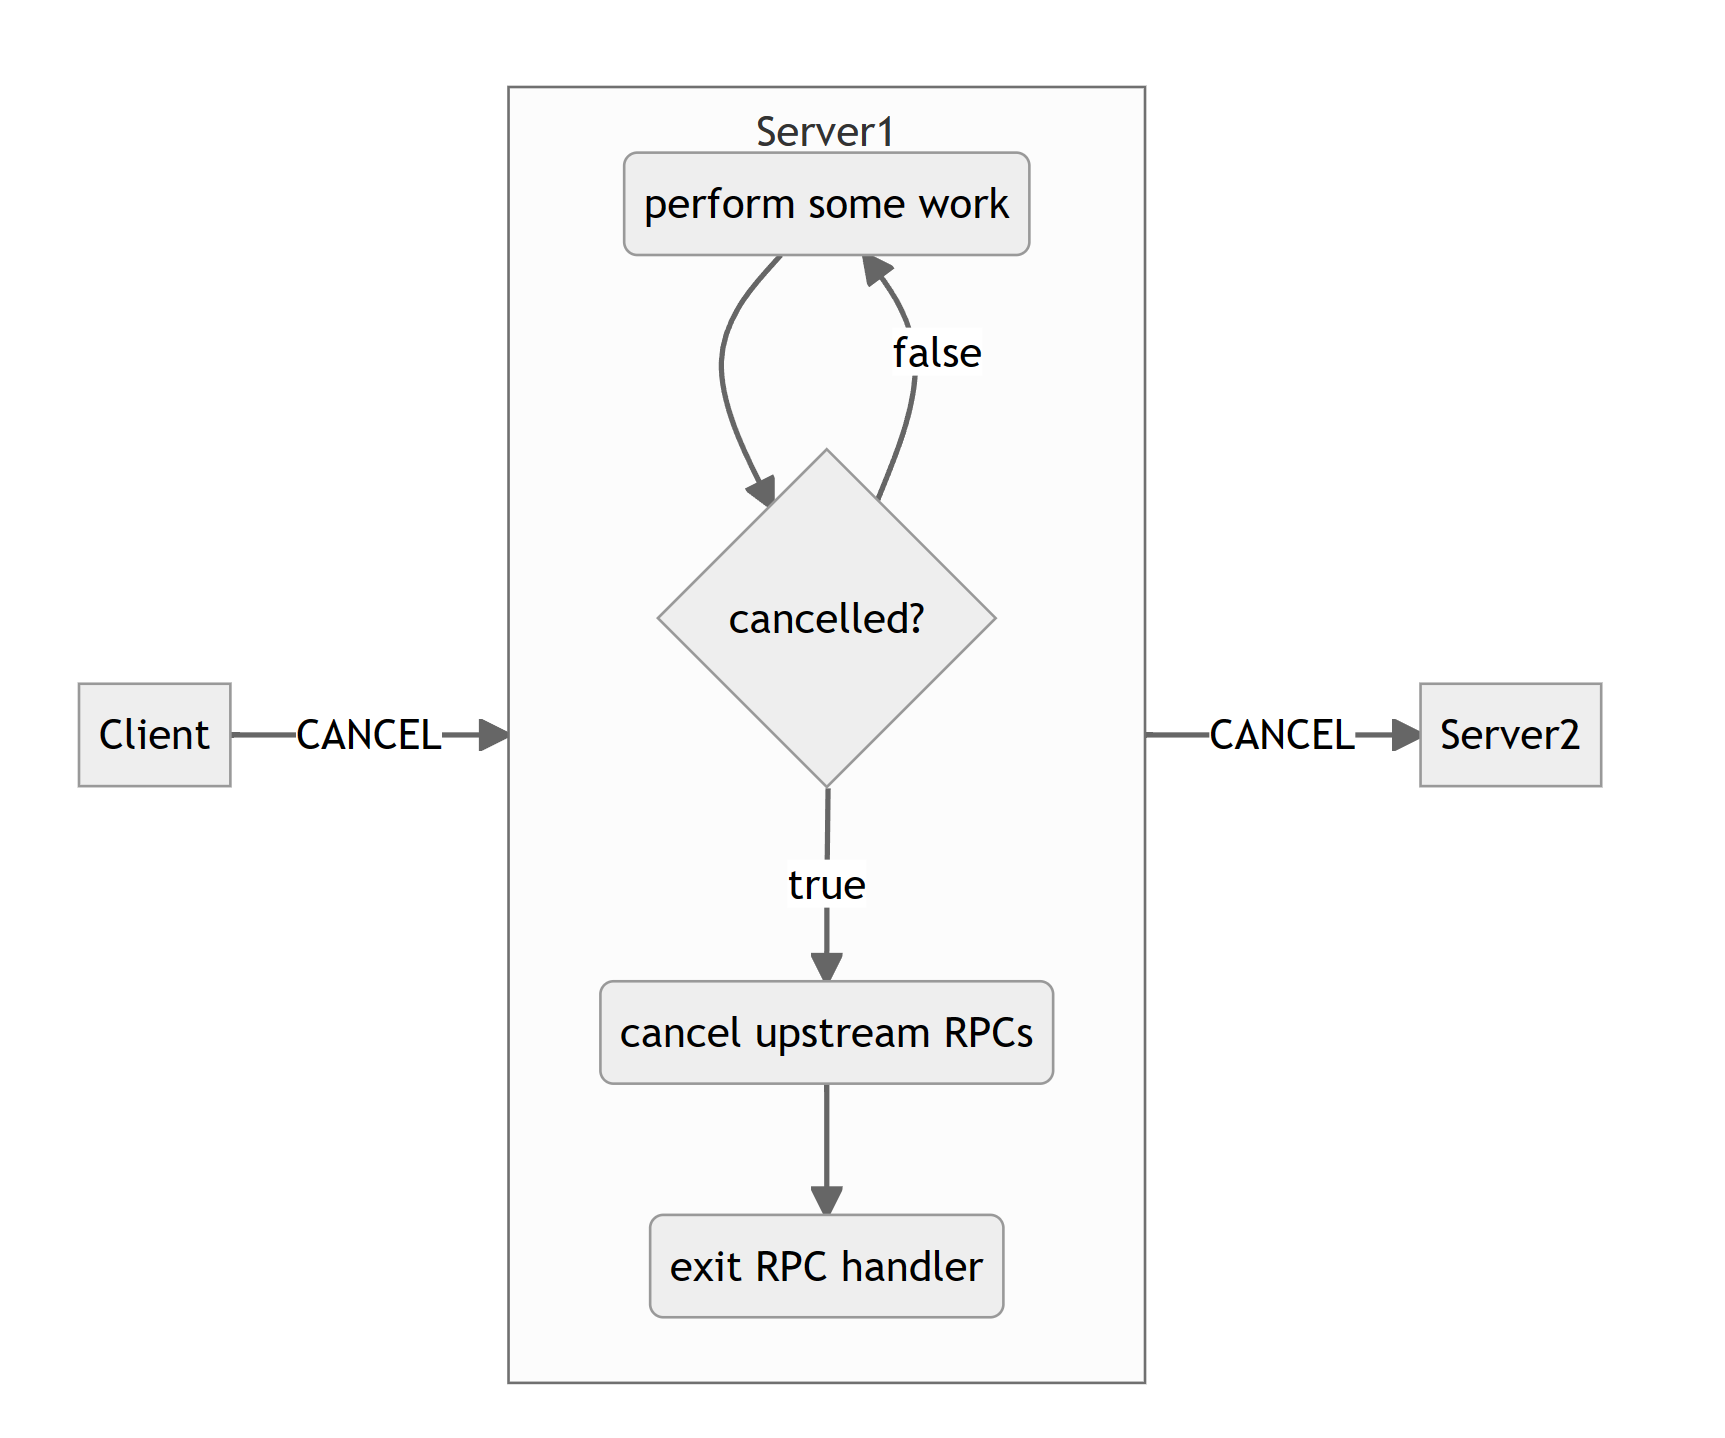 Server1
perform some work
false
cancelled?
Client
CANCEL
CANCEL
Server2
true
cancel upstream RPCs
exit RPC handler